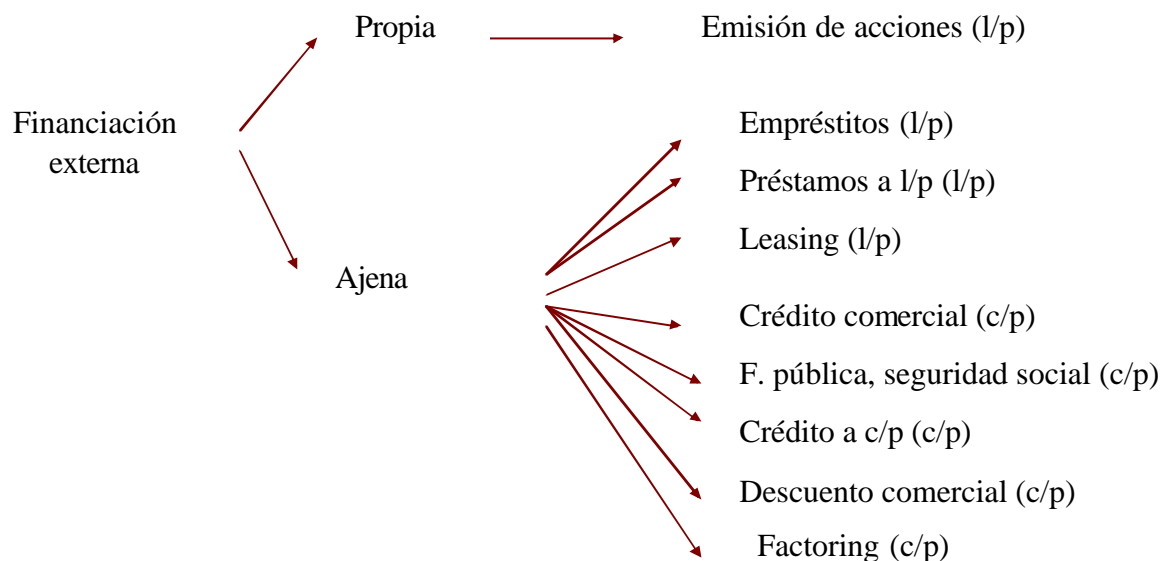 Propia
Emisión de acciones (l/p)
Financiación
externa
Empréstitos (l/p)
Préstamos a l/p (l/p)
Leasing (l/p)
Ajena
Crédito comercial (c/p)
F. pública, seguridad social (c/p)
Crédito a c/p (c/p)
Descuento comercial (c/p)
Factoring (c/p)